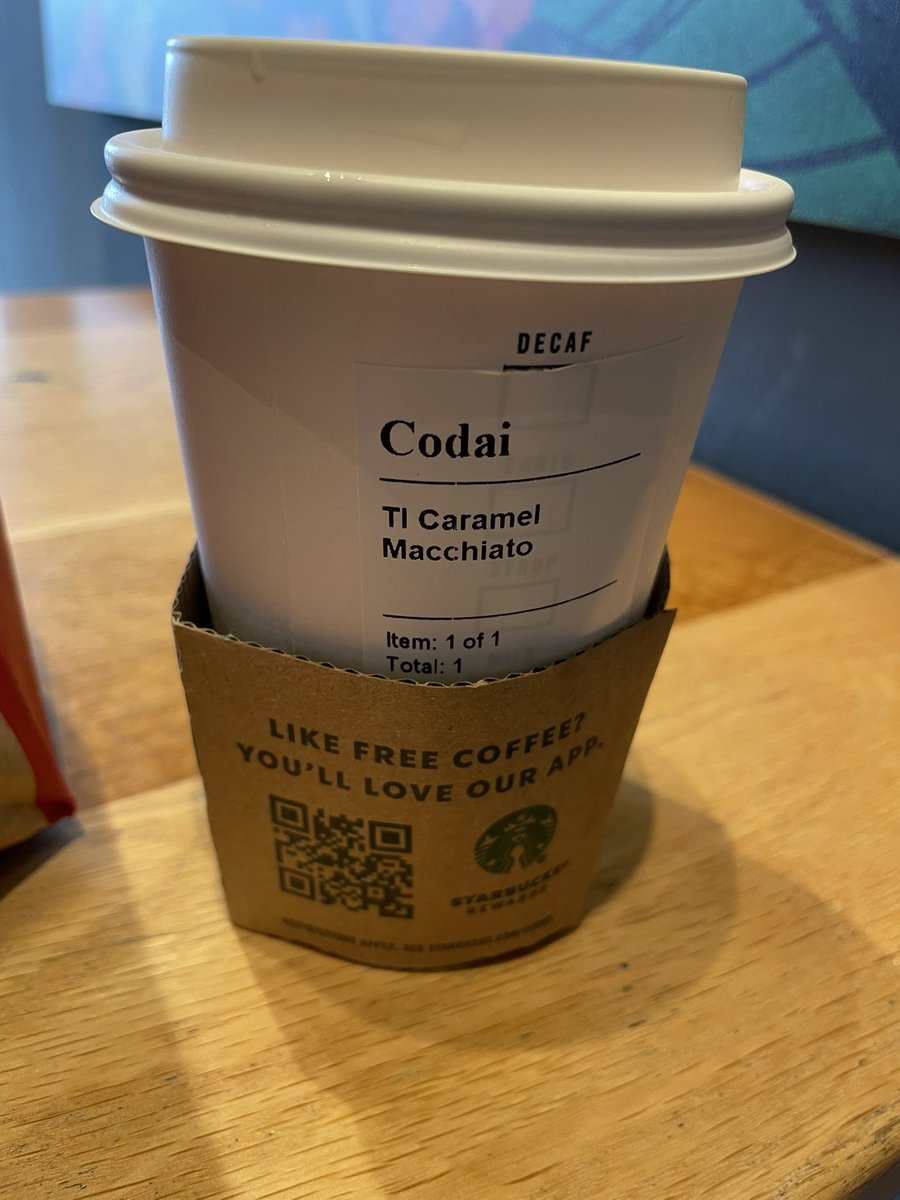 DECAF
Codai
TI Caramel
Macchiato
Item: 1 of 1
Total: 1
LIKE FREE COFFEE?
YOU'LL LOVE OUR APP.
STARBUCKS®
REWARDS